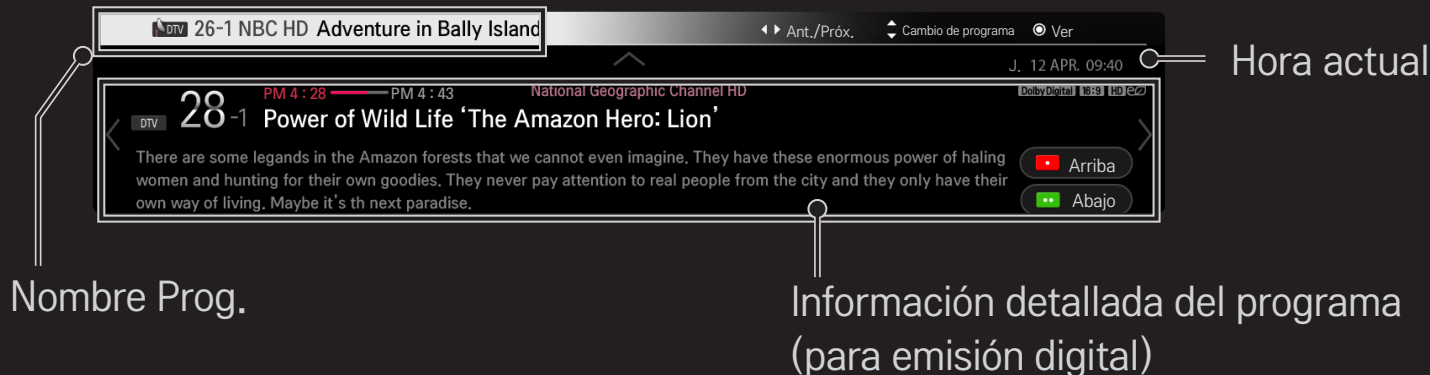 DTV 26-1 NBC HD Adventure in Bally Island
Ant./Próx. Cambio de programa Ver
Hora actual
J. 12 APR. 09:40
PM 4 : 28 PM 4 : 43 National Geographic Channel HD
Dolby Digital 16:9 HD
DTV 28-1 Power of Wild Life ‘The Amazon Hero: Lion’
There are some legands in the Amazon forests that we cannot even imagine. They have these enormous power of haling
women and hunting for their own goodies. They never pay attention to real people from the city and they only have their
own way of living. Maybe it’s th next paradise.
Arriba
Abajo
Nombre Prog.
Información detallada del programa
(para emisión digital)